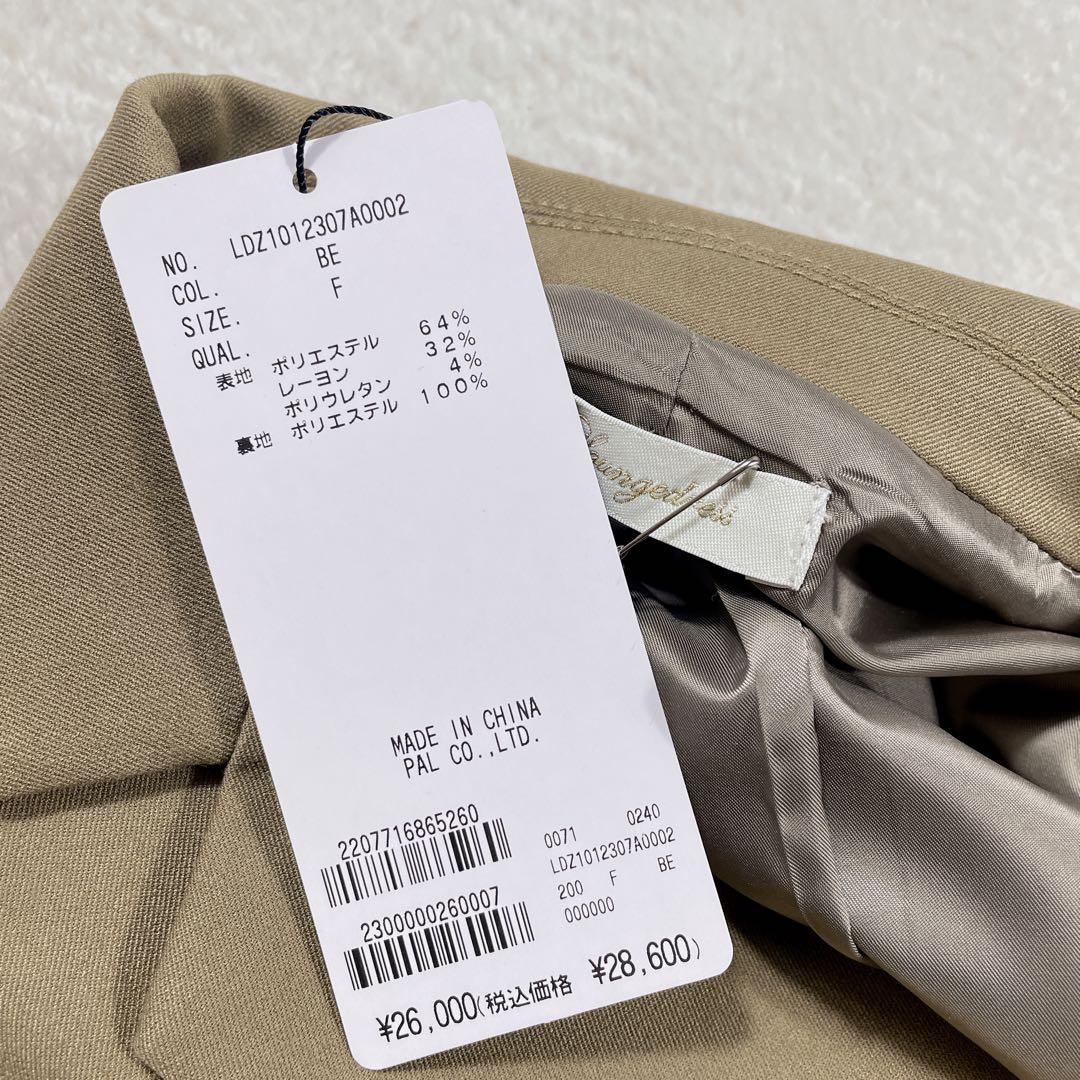 NO. LDZ1012307A0002
COL. BE
SIZE. F
QUAL.
表地 ポリエステル 64%
レーヨン 32%
ポリウレタン 4%
裏地 ポリエステル 100%
MADE IN CHINA
PAL CO.,LTD.
2207716865260
2300000260007
0071 0240
LDZ1012307A0002
200 F BE
000000
¥26,000(税込価格 ¥28,600)